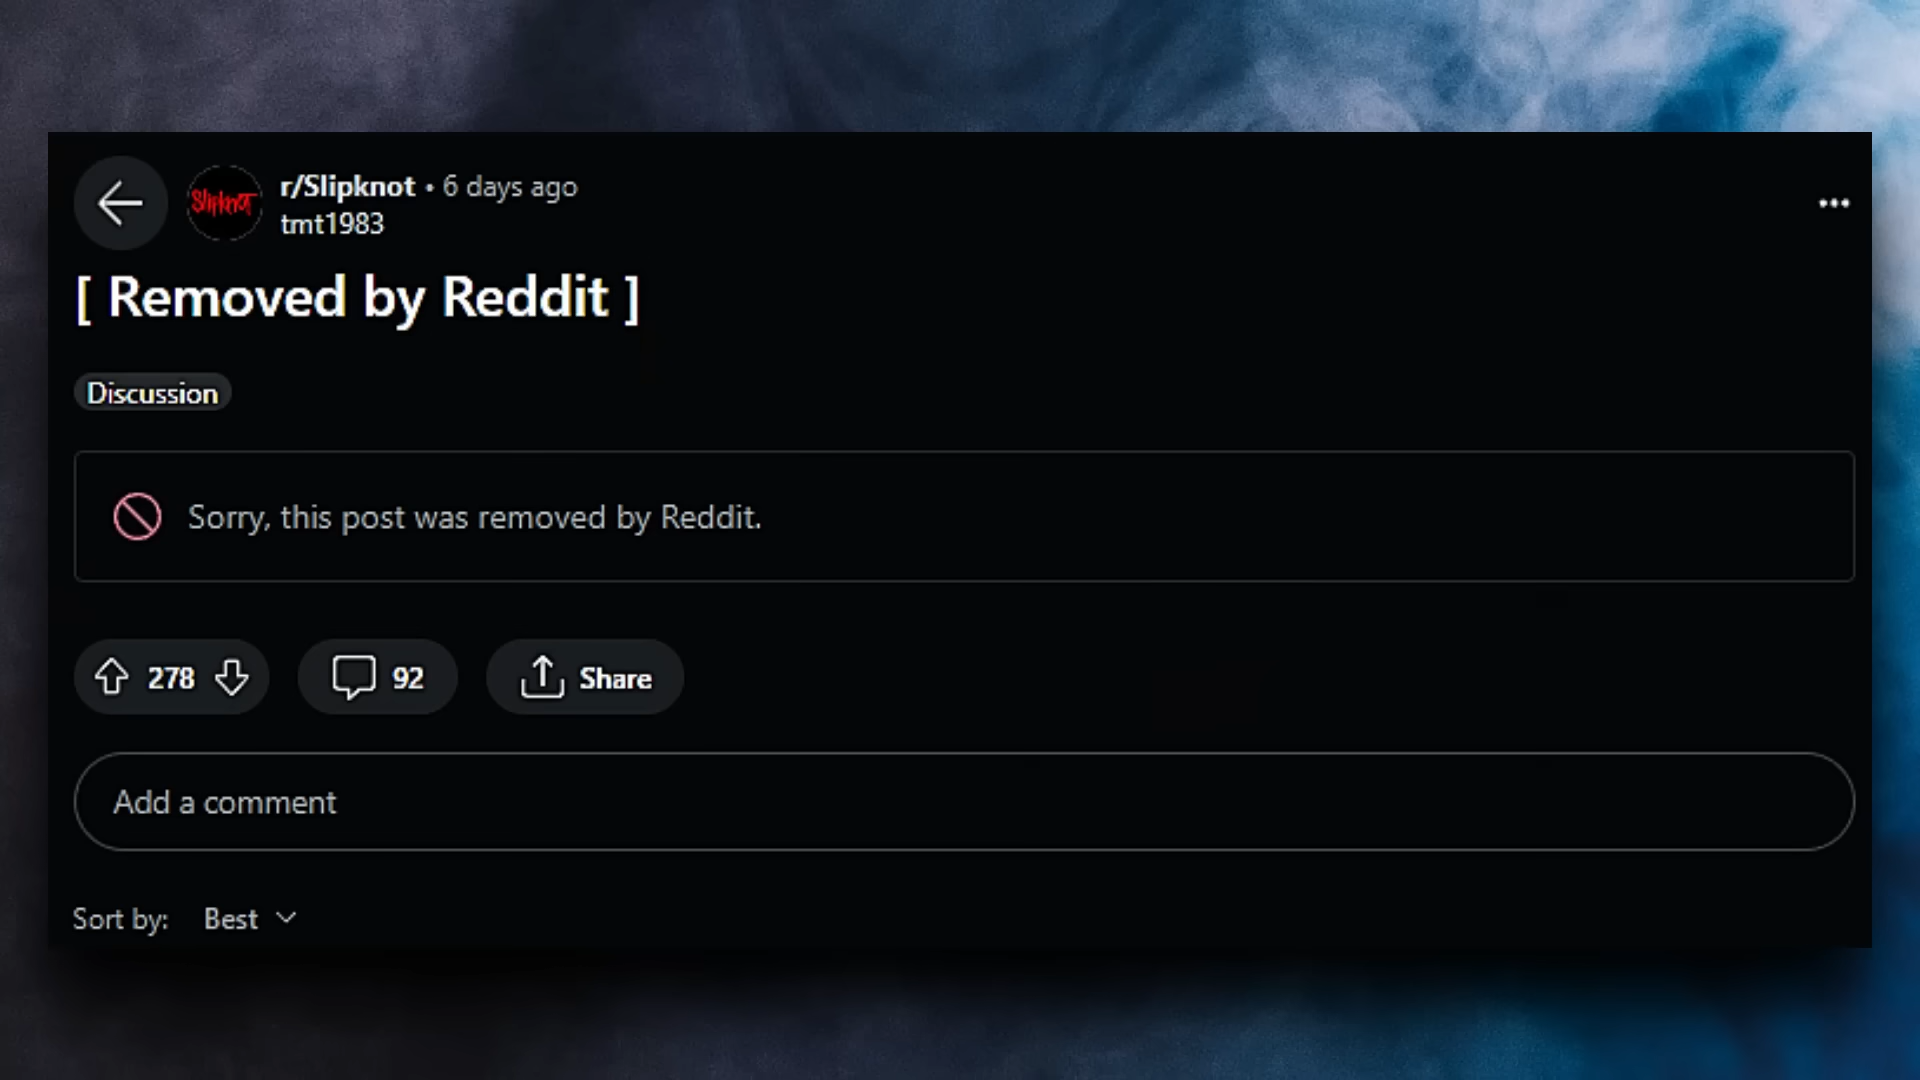 Slipknot
r/Slipknot • 6 days ago
tmt1983
[ Removed by Reddit ]
Discussion
Sorry, this post was removed by Reddit.
278
92
Share
Add a comment
Sort by: Best